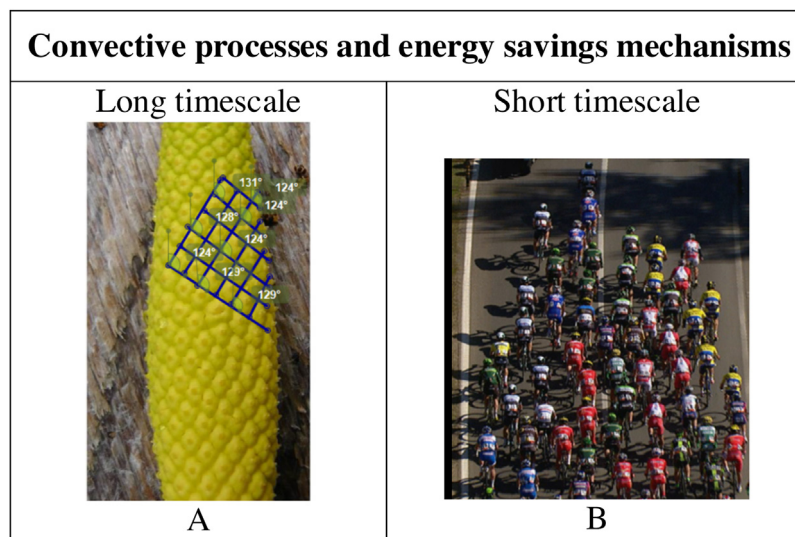 Convective processes and energy savings mechanisms
Long timescale
Short timescale
131°
124°
124°
128°
124°
124°
129°
129°
A
B